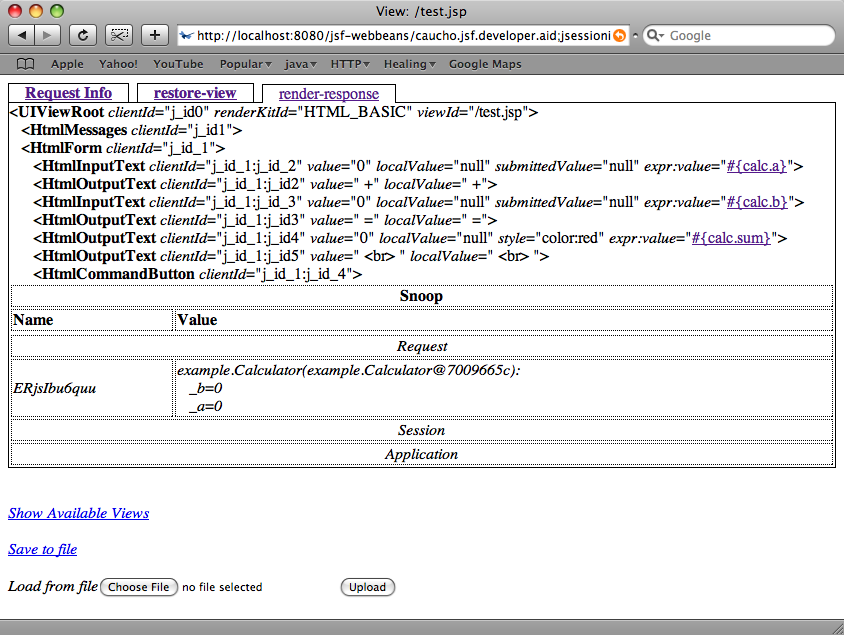 View: /test.jsp
http://localhost:8080/jsf-webbeans/caucho.jsf.developer.aid;jsessioni
Google
Apple Yahoo! YouTube Popular java HTTP Healing Google Maps
Request Info restore-view render-response
<UIViewRoot clientId="j_id0" renderKitId="HTML_BASIC" viewId="/test.jsp">
<HtmlMessages clientId="j_id1">
<HtmlForm clientId="j_id_1">
<HtmlInputText clientId="j_id_1:j_id_2" value="0" localValue="null" submittedValue="null" expr:value="#{calc.a}">
<HtmlOutputText clientId="j_id_1:j_id2" value=" +" localValue=" +">
<HtmlInputText clientId="j_id_1:j_id_3" value="0" localValue="null" submittedValue="null" expr:value="#{calc.b}">
<HtmlOutputText clientId="j_id_1:j_id3" value=" =" localValue=" =">
<HtmlOutputText clientId="j_id_1:j_id4" value="0" localValue="null" style="color:red" expr:value="#{calc.sum}">
<HtmlOutputText clientId="j_id_1:j_id5" value=" <br> " localValue=" <br> ">
<HtmlCommandButton clientId="j_id_1:j_id_4">
Snoop
Name Value
Request
ERjsIbu6quu
example.Calculator(example.Calculator@7009665c):
_b=0
_a=0
Session
Application
Show Available Views
Save to file
Load from file Choose File no file selected Upload